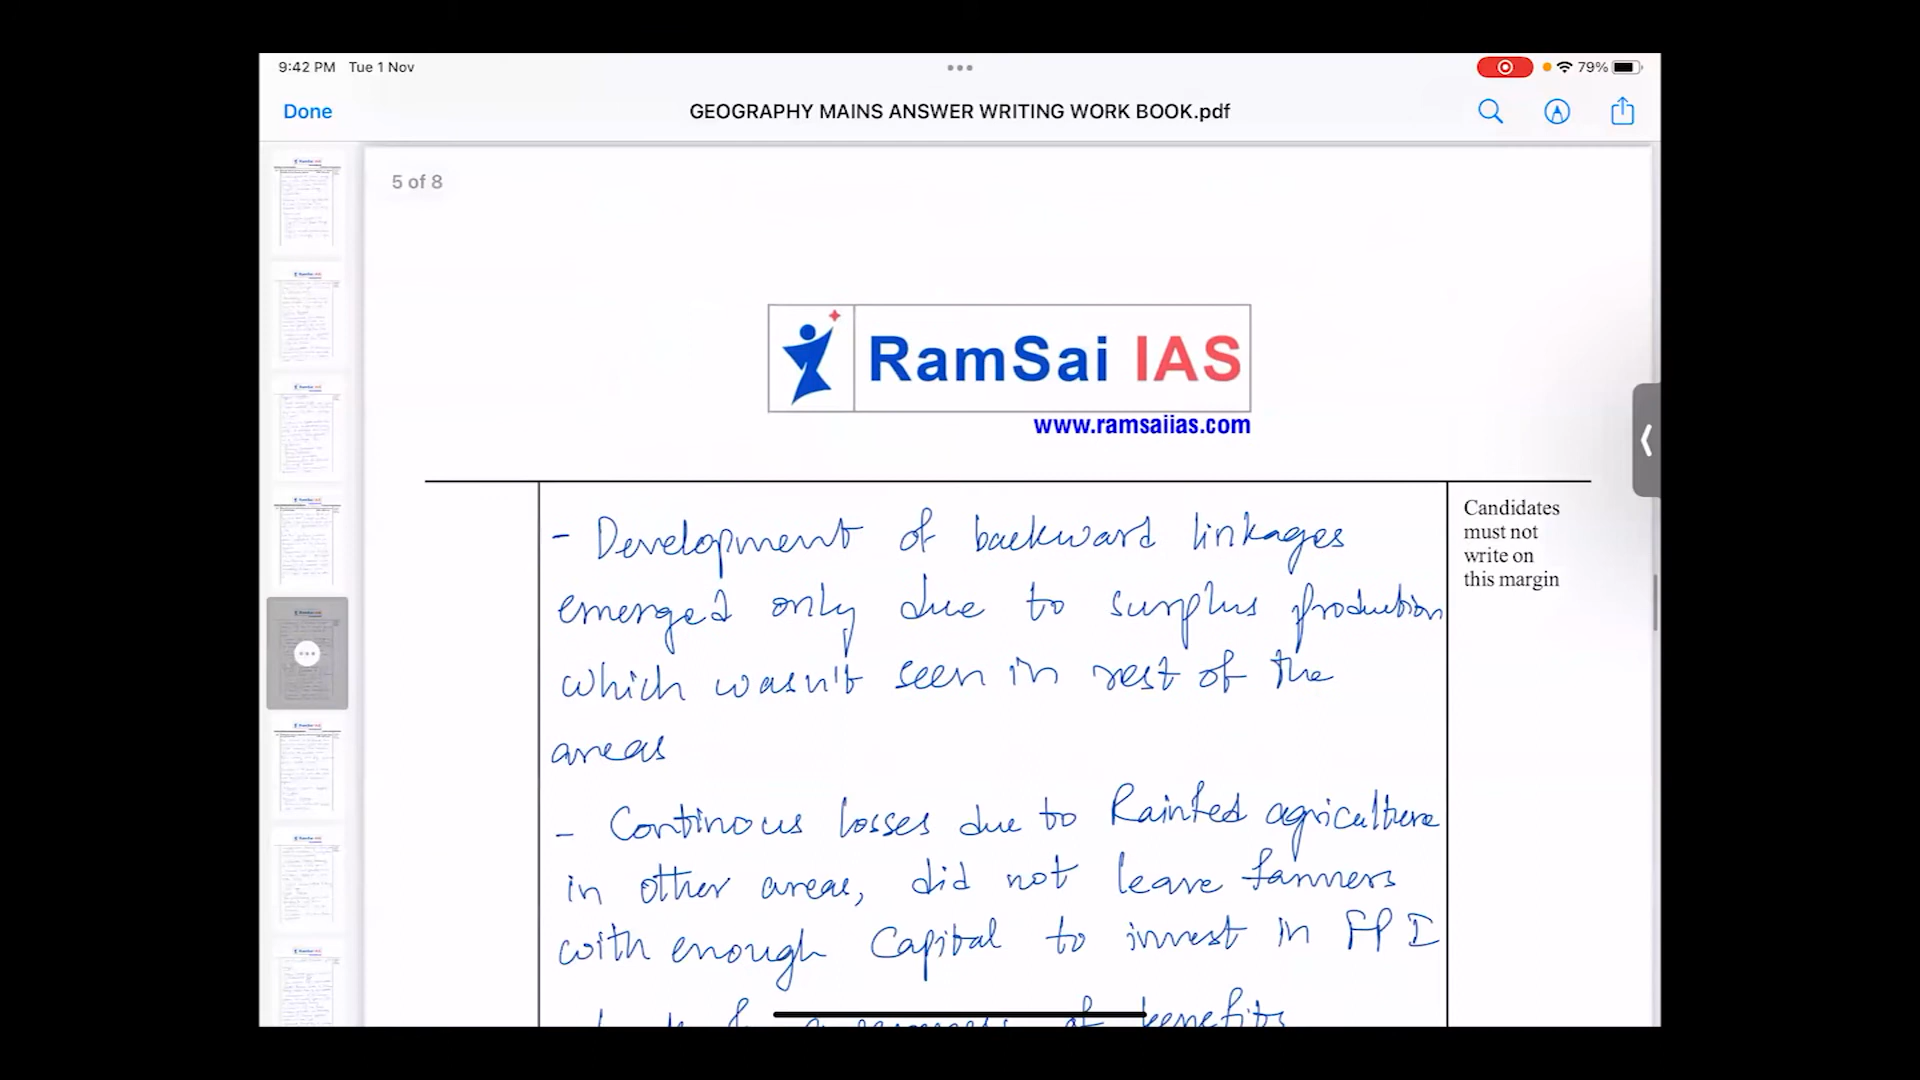 9:42 PM Tue 1 Nov
79%
Done
GEOGRAPHY MAINS ANSWER WRITING WORK BOOK.pdf
5 of 8
RamSai IAS
www.ramsaiias.com
Candidates
must not
write on
this margin
- Development of backward linkages
emerged only due to surplus production
which wasn't seen in rest of the
areas
- Continous losses due to Rainfed agriculture
in other areas, did not leave farmers
with enough capital to invest in FPI
of benefits